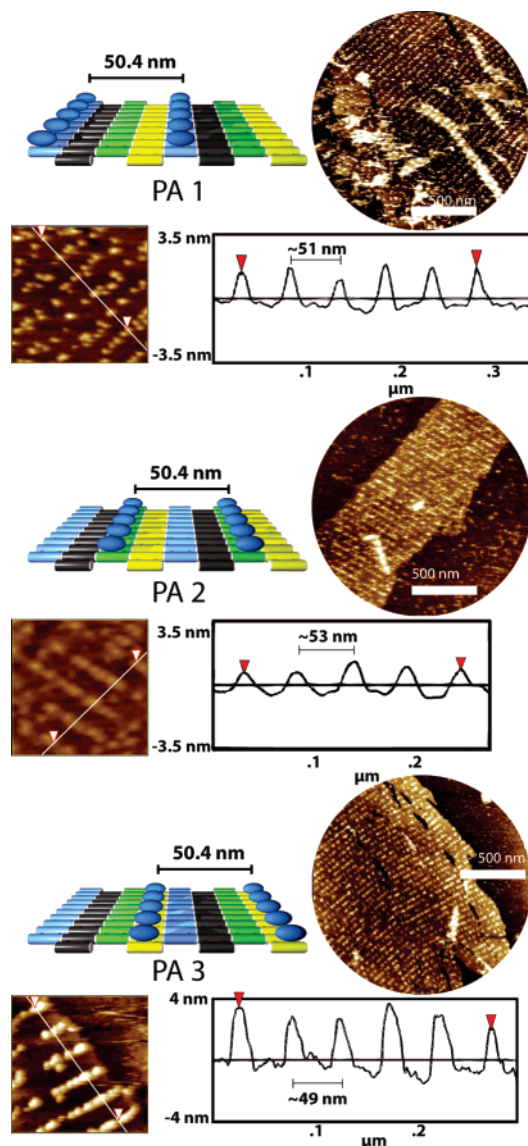 50.4 nm
PA 1
500 nm
3.5 nm
~51 nm
-3.5 nm
.1 .2 .3
µm
50.4 nm
PA 2
500 nm
3.5 nm
~53 nm
-3.5 nm
.1 .2
µm
50.4 nm
500 nm
PA 3
4 nm
~49 nm
-4 nm
.1 .2
µm